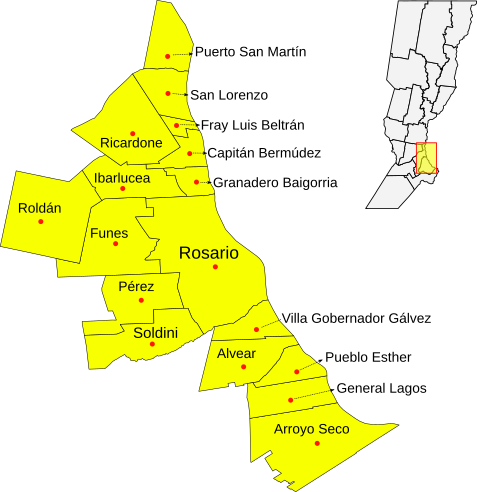 Puerto San Martín
San Lorenzo
Fray Luis Beltrán
Ricardone
Capitán Bermúdez
Ibarlucea
Granadero Baigorria
Roldán
Funes
Rosario
Pérez
Villa Gobernador Gálvez
Soldini
Alvear
Pueblo Esther
General Lagos
Arroyo Seco